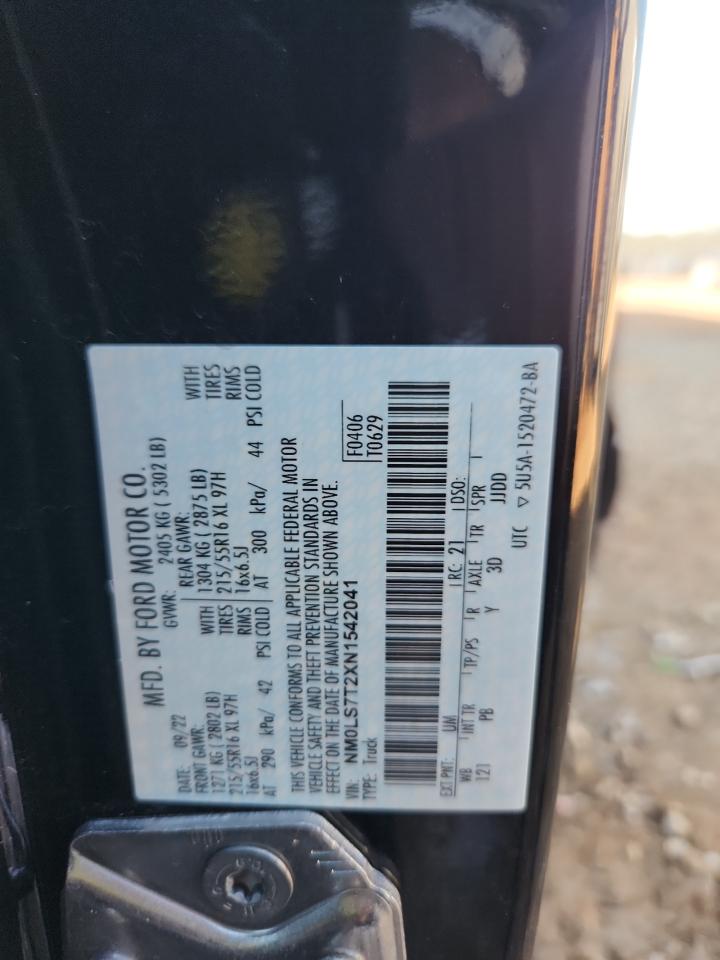 MFD. BY FORD MOTOR CO.
DATE: 09/22 GVWR: 2405 KG ( 5302 LB)
FRONT GAWR: REAR GAWR: WITH
1271 KG ( 2802 LB) WITH 1304 KG ( 2875 LB) TIRES
215/55R16 XL 97H TIRES 215/55R16 XL 97H RIMS
16x6.5J RIMS 16x6.5J
AT 290 kPa/ 42 PSI COLD AT 300 kPa/ 44 PSI COLD
THIS VEHICLE CONFORMS TO ALL APPLICABLE FEDERAL MOTOR
VEHICLE SAFETY AND THEFT PREVENTION STANDARDS IN
EFFECT ON THE DATE OF MANUFACTURE SHOWN ABOVE.
VIN: NM0LS7T2XN1542041 F0406
TYPE: Truck T0629
EXT PNT: UM RC: 21 DSO:
WB INT TR TP/PS R AXLE TR SPR
121 PB Y 3D JJDD
UTC ▽ 5U5A-1520472-BA